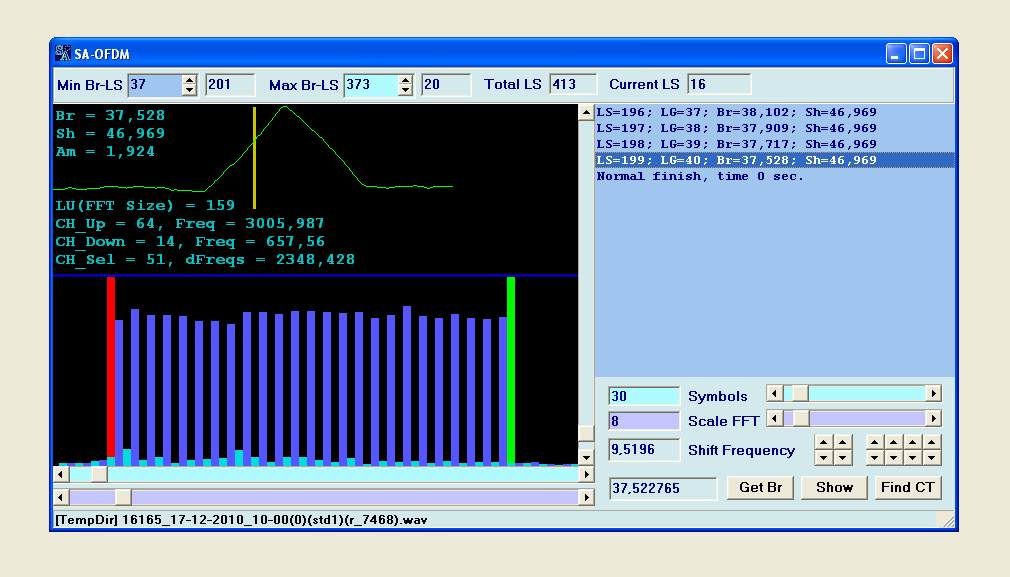 SA-OFDM
Min Br-LS 37 201 Max Br-LS 373 20 Total LS 413 Current LS 16
Br = 37,528
Sh = 46,969
Am = 1,924
LU(FFT Size) = 159
CH_Up = 64, Freq = 3005,987
CH_Down = 14, Freq = 657,56
CH_Sel = 51, dFreqs = 2348,428
LS=196; LG=37; Br=38,102; Sh=46,969
LS=197; LG=38; Br=37,909; Sh=46,969
LS=198; LG=39; Br=37,717; Sh=46,969
LS=199; LG=40; Br=37,528; Sh=46,969
Normal finish, time 0 sec.
30 Symbols
8 Scale FFT
9,5196 Shift Frequency
37,522765 Get Br Show Find CT
[TempDir] 16165_17-12-2010_10-00(0)(std1)(r_7468).wav